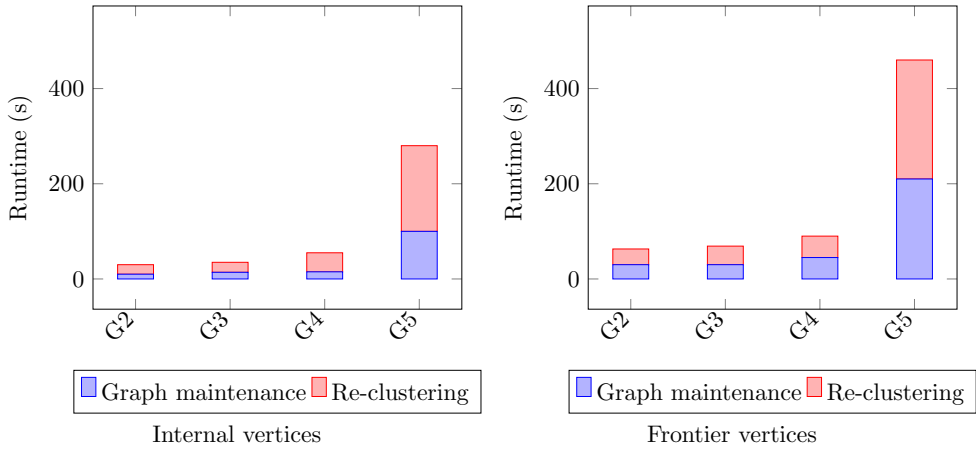 Runtime (s)
400
200
0
G2
G3
G4
G5
Graph maintenance
Re-clustering
Internal vertices
Runtime (s)
400
200
0
G2
G3
G4
G5
Graph maintenance
Re-clustering
Frontier vertices